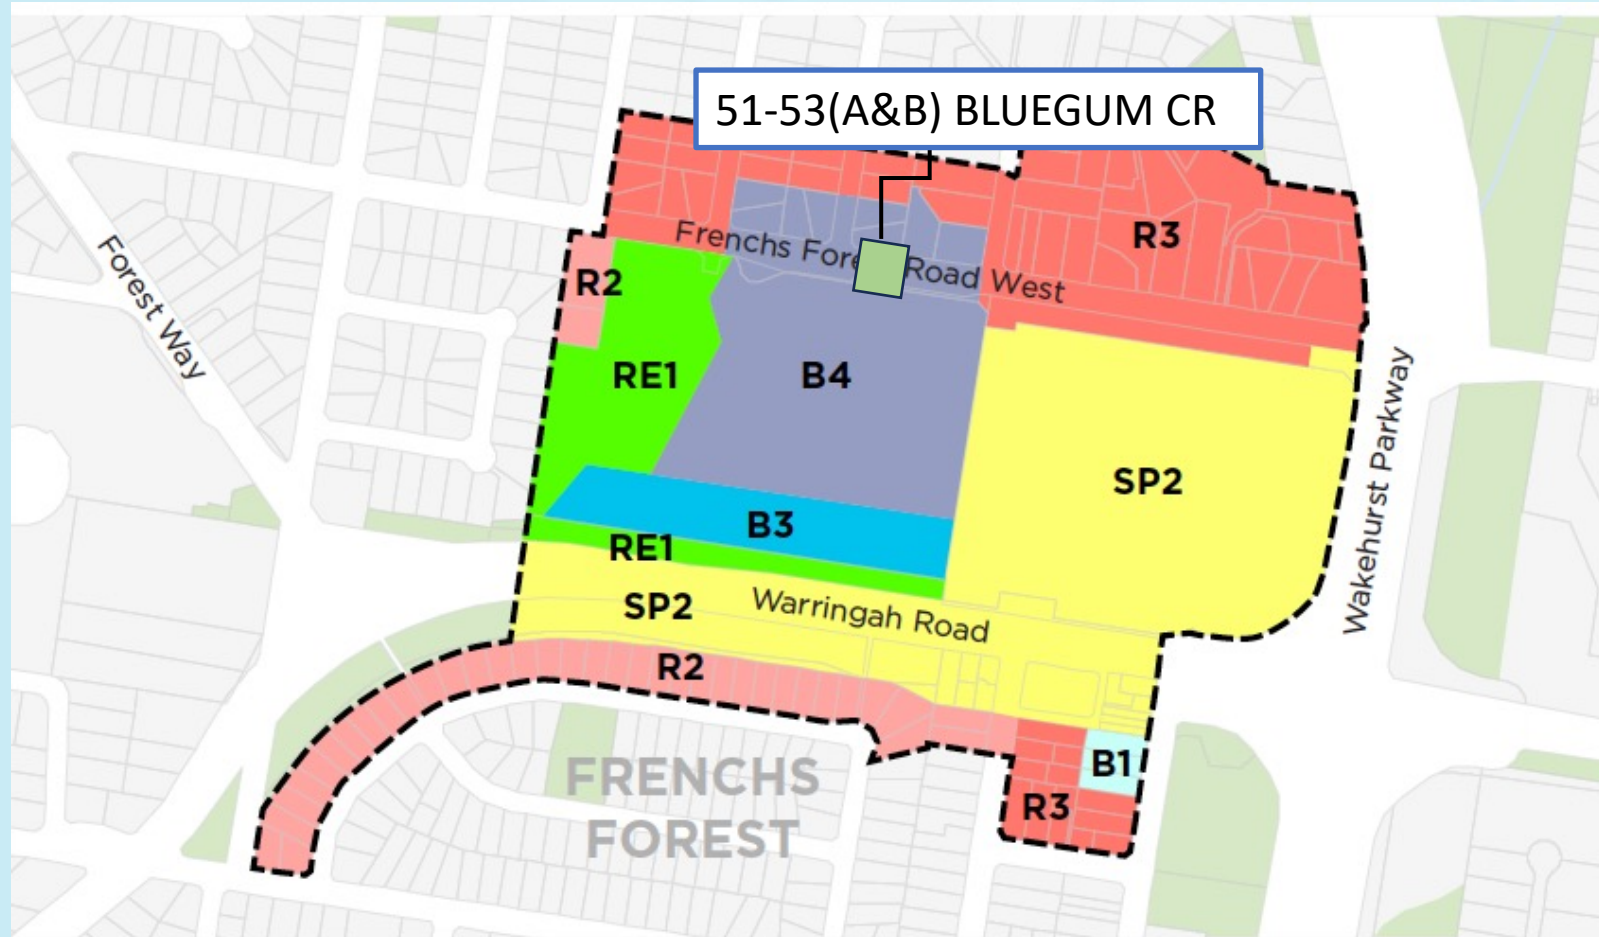 51-53(A&B) BLUEGUM CR
R3
Frenchs Fore Road West
R2
Forest Way
RE1
B4
SP2
Wakehurst Parkway
B3
RE1
SP2
Warringah Road
R2
B1
R3
FRENCHS
FOREST